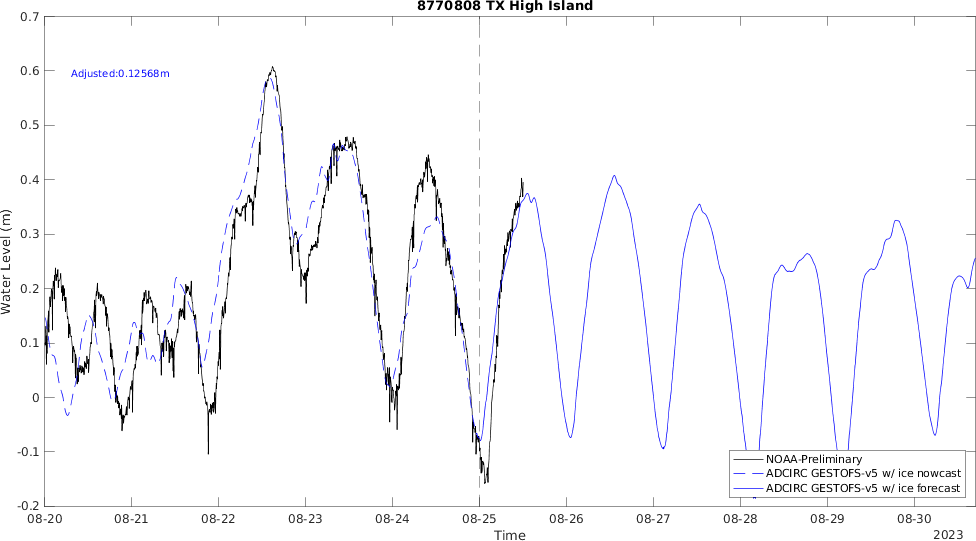 8770808 TX High Island
0.7
0.6
0.5
0.4
0.3
0.2
0.1
0
-0.1
-0.2
Water Level (m)
Adjusted:0.12568m
NOAA-Preliminary
ADCIRC GESTOFS-v5 w/ ice nowcast
ADCIRC GESTOFS-v5 w/ ice forecast
08-20 08-21 08-22 08-23 08-24 08-25 08-26 08-27 08-28 08-29 08-30
Time
2023